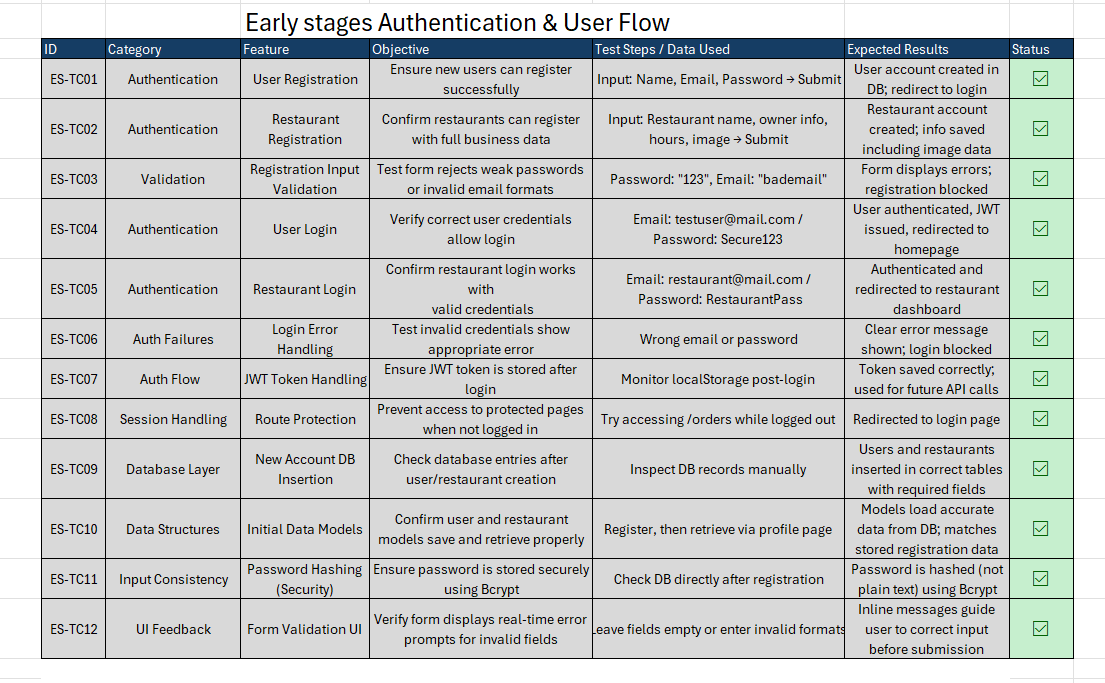 Early stages Authentication & User Flow
ID Category Feature Objective Test Steps / Data Used Expected Results Status
ES-TC01 Authentication User Registration Ensure new users can register successfully Input: Name, Email, Password → Submit User account created in DB; redirect to login ☑
ES-TC02 Authentication Restaurant Registration Confirm restaurants can register with full business data Input: Restaurant name, owner info, hours, image → Submit Restaurant account created; info saved including image data ☑
ES-TC03 Validation Registration Input Validation Test form rejects weak passwords or invalid email formats Password: "123", Email: "bademail" Form displays errors; registration blocked ☑
ES-TC04 Authentication User Login Verify correct user credentials allow login Email: testuser@mail.com / Password: Secure123 User authenticated, JWT issued, redirected to homepage ☑
ES-TC05 Authentication Restaurant Login Confirm restaurant login works with valid credentials Email: restaurant@mail.com / Password: RestaurantPass Authenticated and redirected to restaurant dashboard ☑
ES-TC06 Auth Failures Login Error Handling Test invalid credentials show appropriate error Wrong email or password Clear error message shown; login blocked ☑
ES-TC07 Auth Flow JWT Token Handling Ensure JWT token is stored after login Monitor localStorage post-login Token saved correctly; used for future API calls ☑
ES-TC08 Session Handling Route Protection Prevent access to protected pages when not logged in Try accessing /orders while logged out Redirected to login page ☑
ES-TC09 Database Layer New Account DB Insertion Check database entries after user/restaurant creation Inspect DB records manually Users and restaurants inserted in correct tables with required fields ☑
ES-TC10 Data Structures Initial Data Models Confirm user and restaurant models save and retrieve properly Register, then retrieve via profile page Models load accurate data from DB; matches stored registration data ☑
ES-TC11 Input Consistency Password Hashing (Security) Ensure password is stored securely using Bcrypt Check DB directly after registration Password is hashed (not plain text) using Bcrypt ☑
ES-TC12 UI Feedback Form Validation UI Verify form displays real-time error prompts for invalid fields eave fields empty or enter invalid formats Inline messages guide user to correct input before submission ☑